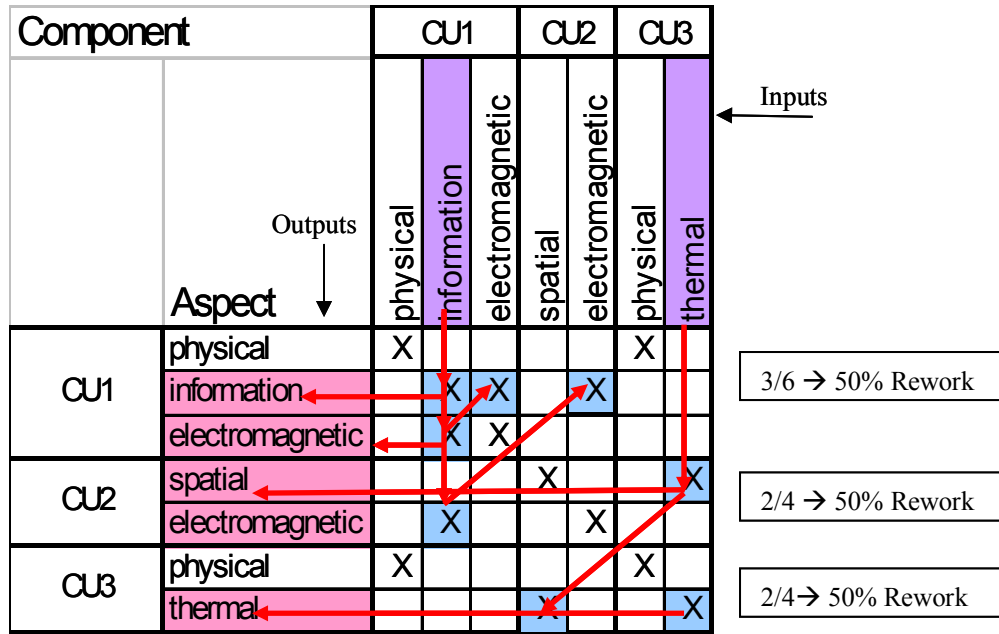 Component CU1 CU2 CU3
Inputs
physical information electromagnetic spatial electromagnetic physical thermal
Outputs
Aspect
CU1 physical X X
information X X X
3/6 → 50% Rework
electromagnetic X X
CU2 spatial X X
2/4 → 50% Rework
electromagnetic X X
CU3 physical X X
thermal X X
2/4→ 50% Rework